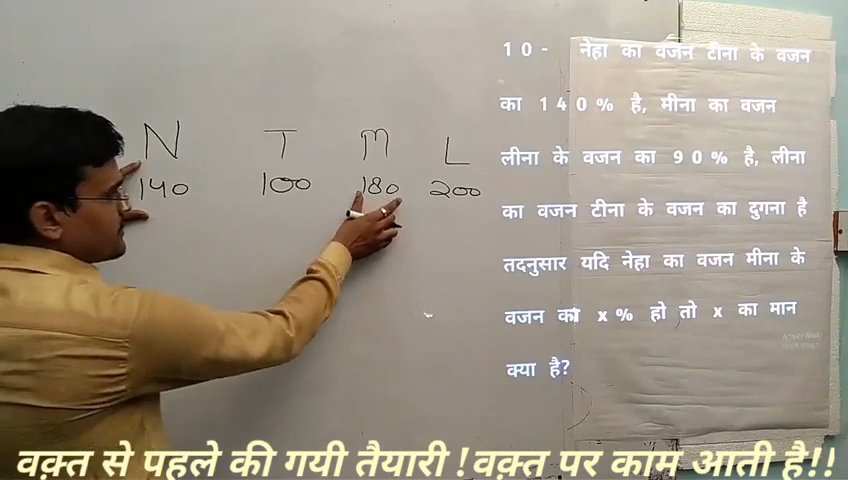 N T M L
140 100 180 200
10- नेहा का वजन टीना के वजन
का 140% है, मीना का वजन
लीना के वजन का 90% है, लीना
का वजन टीना के वजन का दुगना है
तदनुसार यदि नेहा का वजन मीना के
वजन का x% हो तो x का मान
क्या है?
वक़्त से पहले की गयी तैयारी ! वक़्त पर काम आती है!!